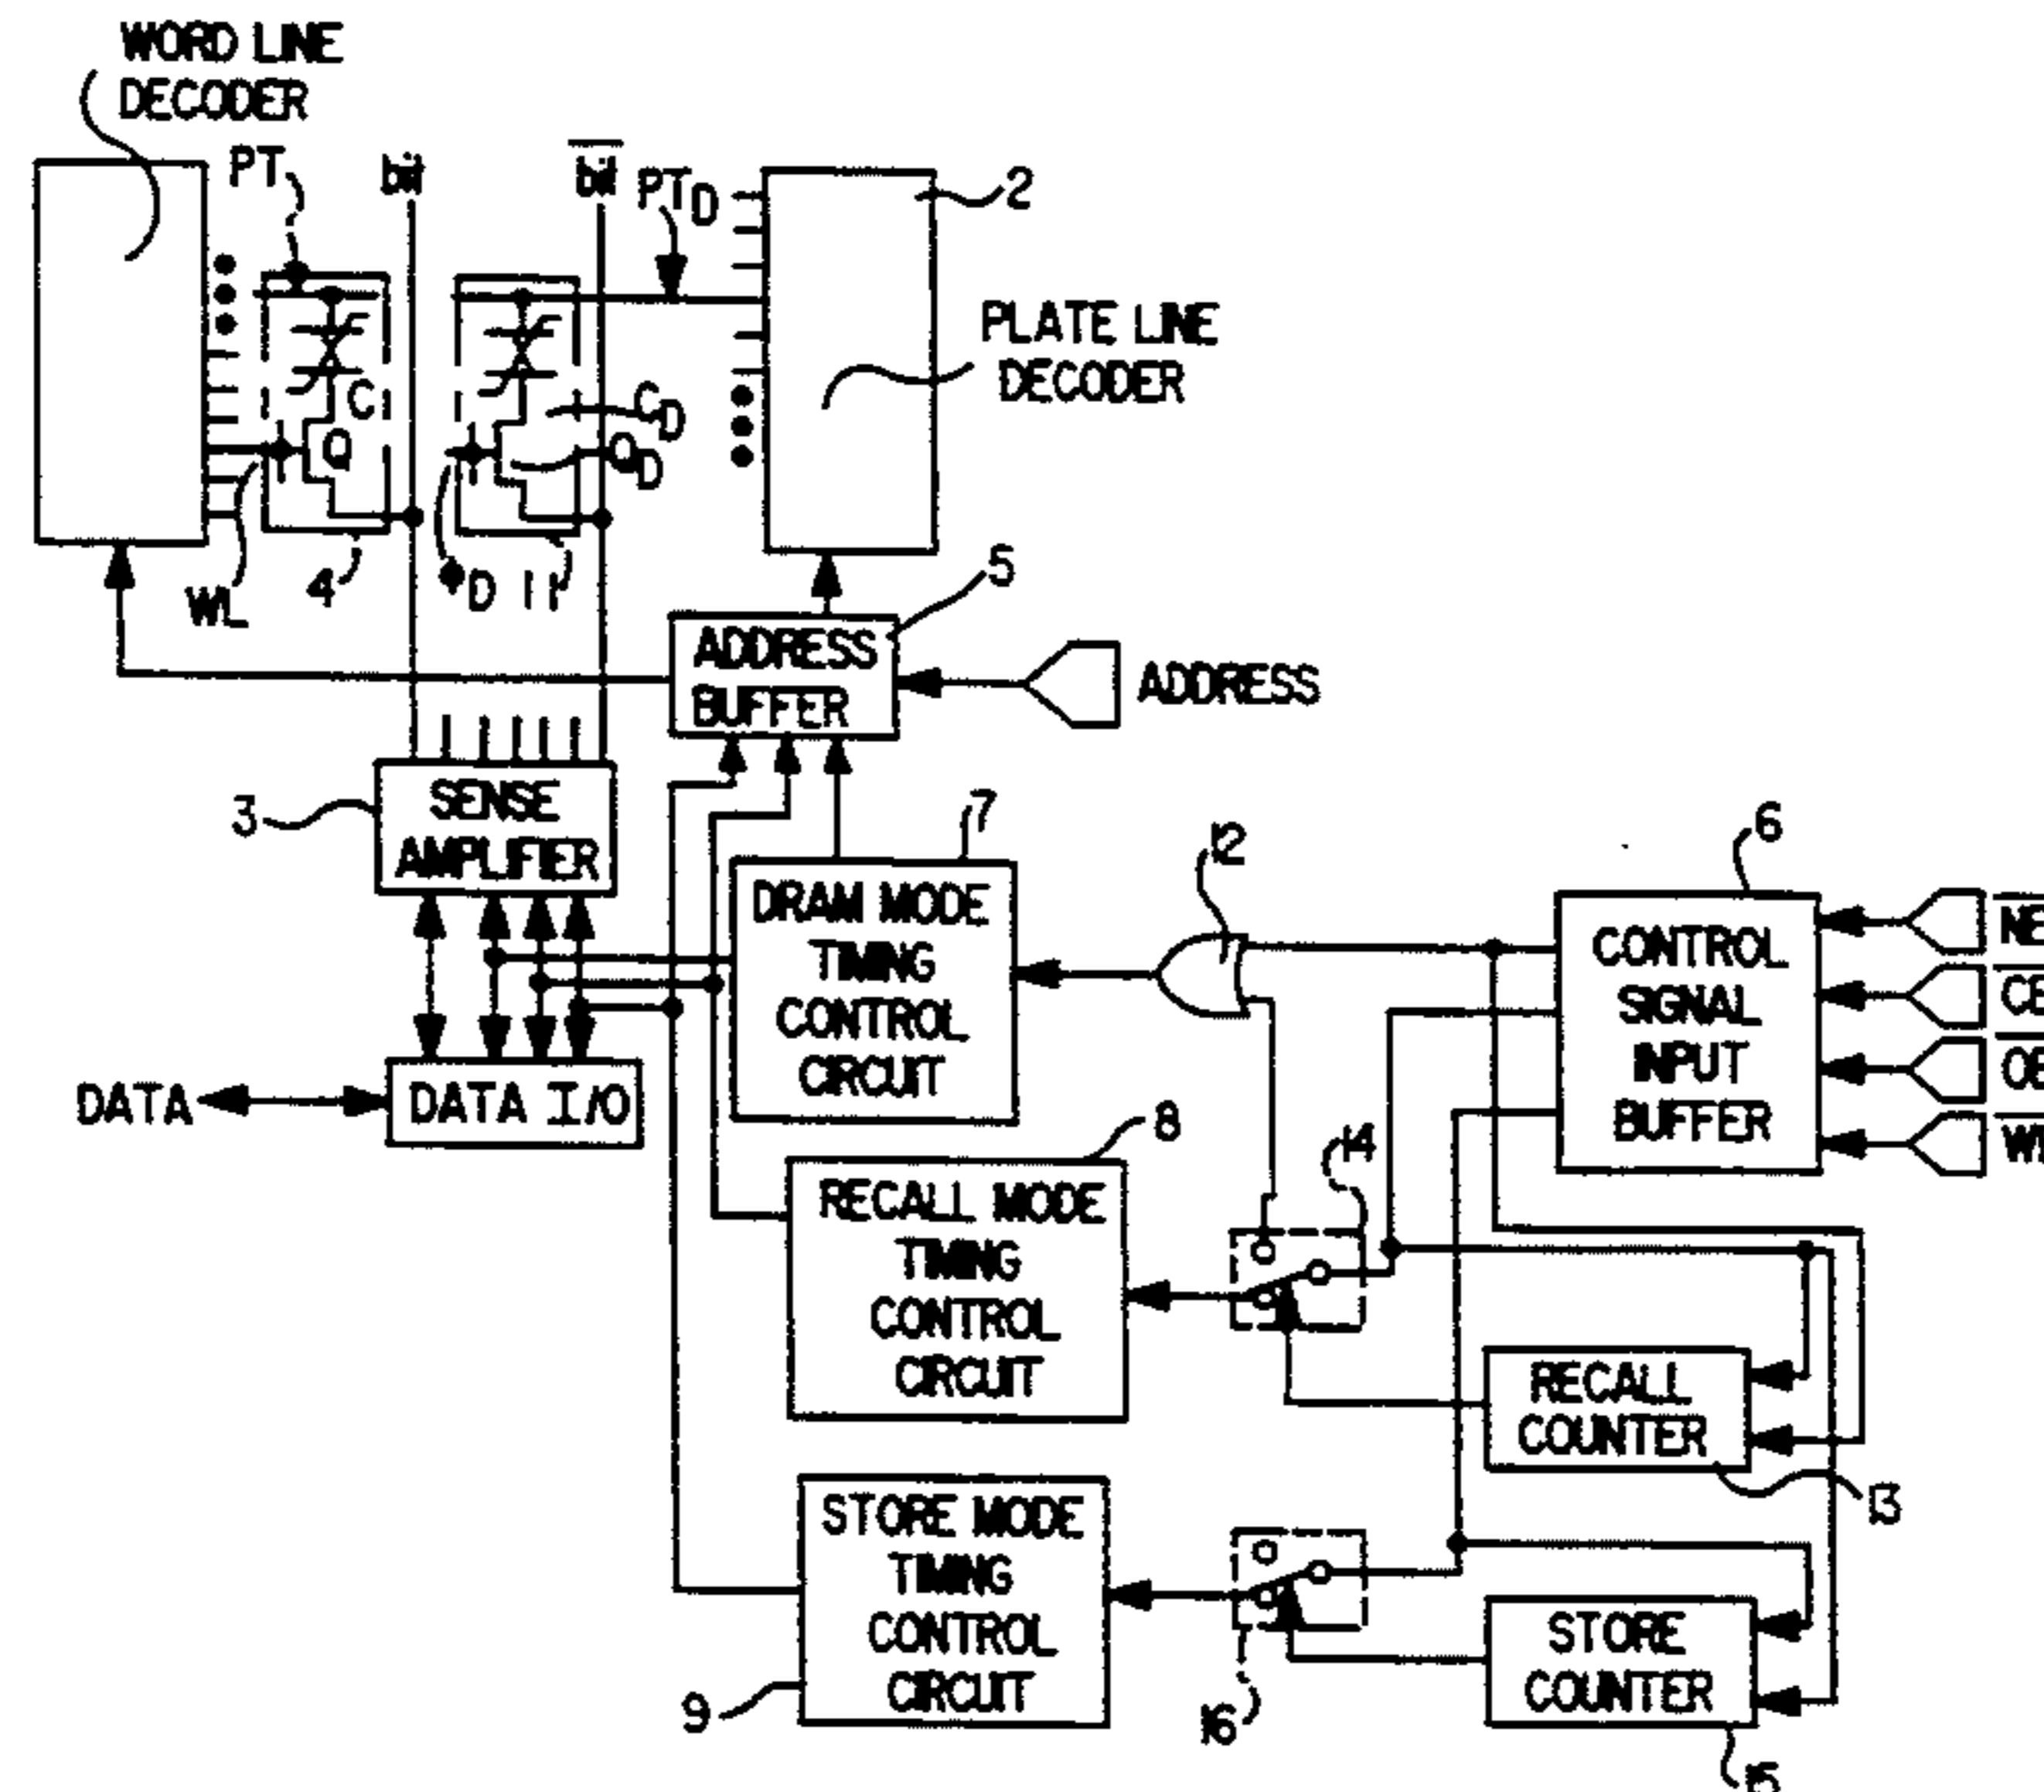 WORD LINE
DECODER
PT
bit
bit
PTD
2
PLATE LINE
DECODER
C
CD
Q
QD
WL
4
D
11
5
ADDRESS
BUFFER
ADDRESS
3
SENSE
AMPLIFIER
7
12
6
DRAM MODE
TIMING
CONTROL
CIRCUIT
CONTROL
SIGNAL
INPUT
BUFFER
NE
CE
OE
DATA
DATA I/O
8
14
RECALL MODE
TIMING
CONTROL
CIRCUIT
RECALL
COUNTER
13
STORE MODE
TIMING
CONTROL
CIRCUIT
9
16
STORE
COUNTER
15